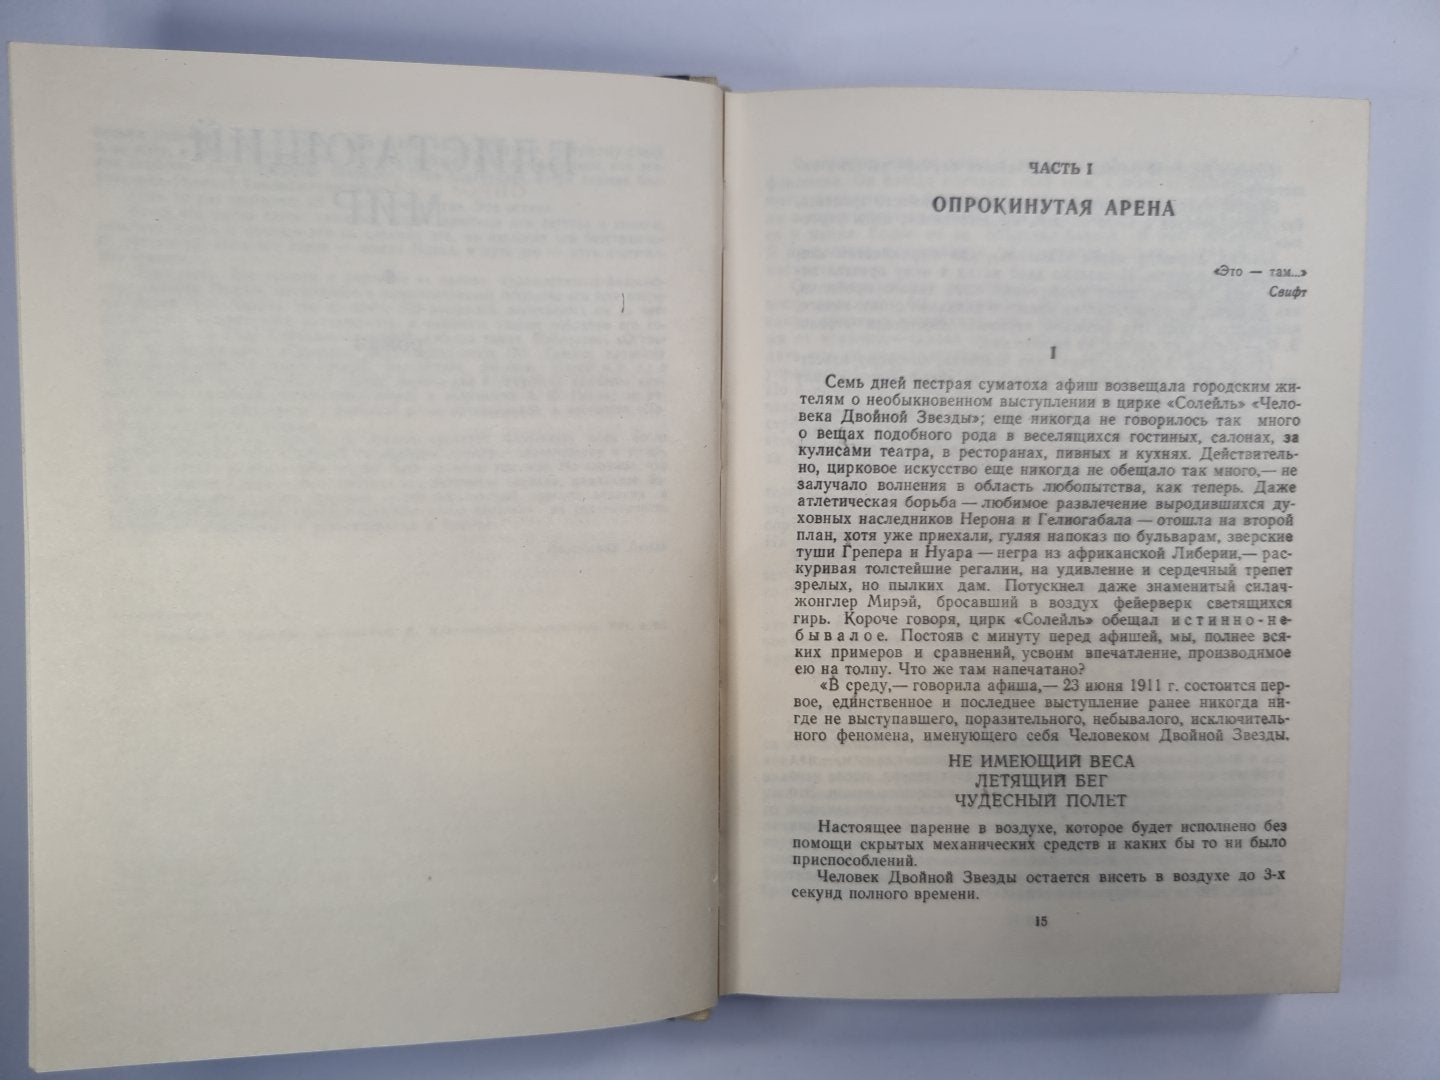 ЧАСТЬ I
ОПРОКИНУТАЯ АРЕНА
«Это — там...»
Свифт
I
Семь дней пестрая суматоха афиш возвещала городским жи-
телям о необыкновенном выступлении в цирке «Солейль» «Чело-
века Двойной Звезды»; еще никогда не говорилось так много
о вещах подобного рода в веселящихся гостиных, салонах, за
кулисами театра, в ресторанах, пивных и кухнях. Действитель-
но, цирковое искусство еще никогда не обещало так много,— не
залучало волнения в область любопытства, как теперь. Даже
атлетическая борьба — любимое развлечение выродившихся ду-
ховных наследников Нерона и Гелиогабала — отошла на второй
план, хотя уже приехали, гуляя напоказ по бульварам, зверские
туши Грепера и Нуара — негра из африканской Либерии,— рас-
куривая толстейшие регалии, на удивление и сердечный трепет
зрелых, но пылких дам. Потускнел даже знаменитый силач-
жонглер Мирэй, бросавший в воздух фейерверк светящихся
гирь. Короче говоря, цирк «Солейль» обещал истинно-не-
бывалое. Постояв с минуту перед афишей, мы, полнее вся-
ких примеров и сравнений, усвоим впечатление, производимое
ею на толпу. Что же там напечатано?
«В среду,— говорила афиша,— 23 июня 1911 г. состоится пер-
вое, единственное и последнее выступление ранее никогда ни-
где не выступавшего, поразительного, небывалого, исключитель-
ного феномена, именующего себя Человеком Двойной Звезды.
НЕ ИМЕЮЩИЙ ВЕСА
ЛЕТЯЩИЙ БЕГ
ЧУДЕСНЫЙ ПОЛЕТ
Настоящее парение в воздухе, которое будет исполнено без
помощи скрытых механических средств и каких бы то ни было
приспособлений.
Человек Двойной Звезды остается висеть в воздухе до 3-х
секунд полного времени.
15